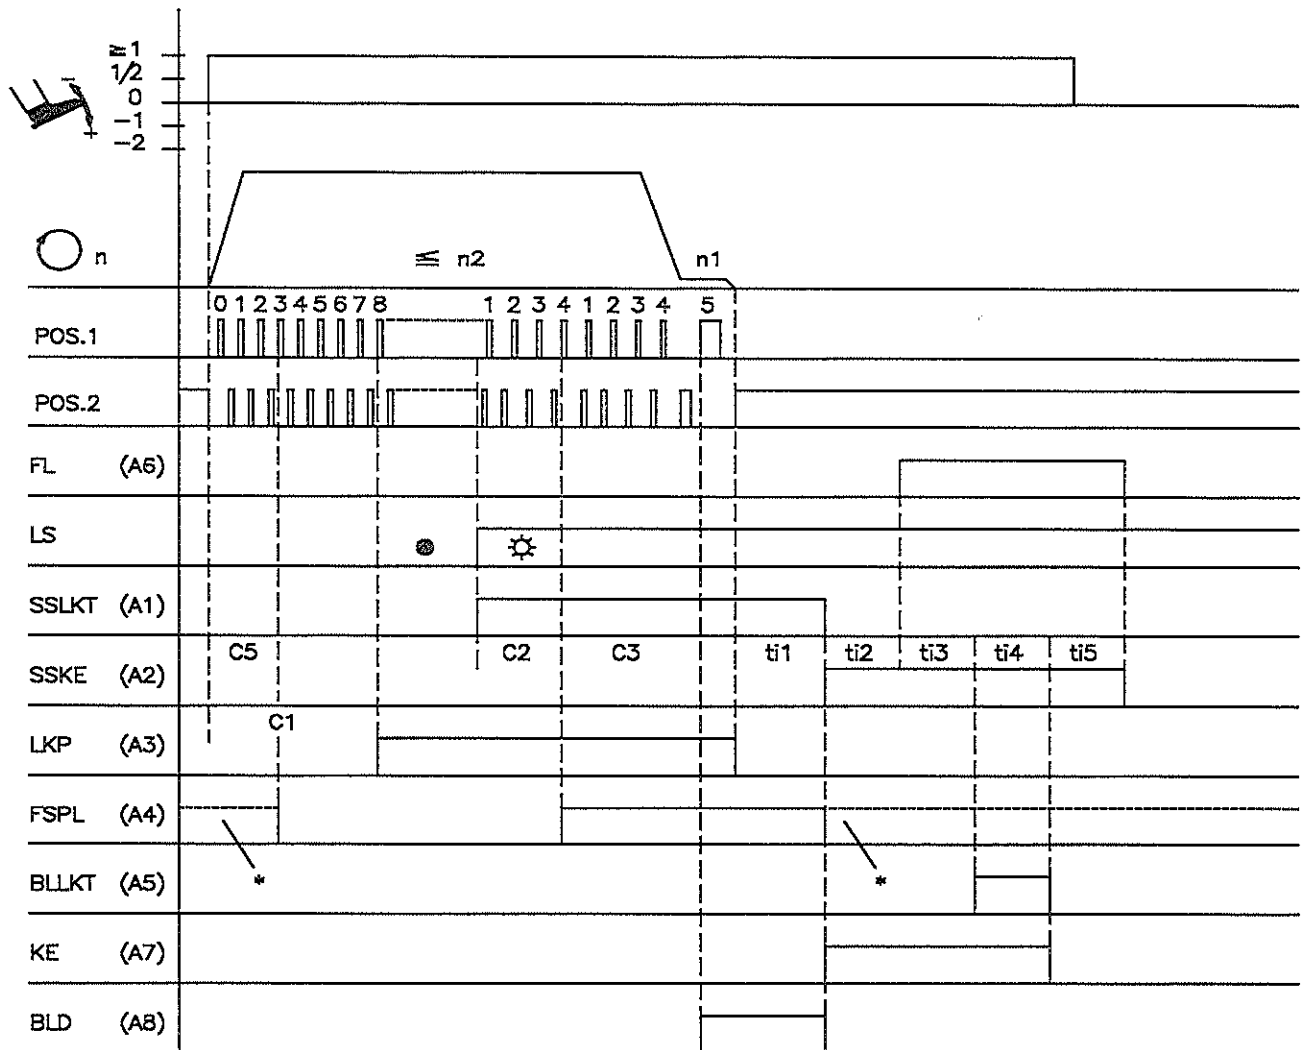 ≧1
1/2
0
-1
-2
-
+
n
≦ n2
n1
0 1 2 3 4 5 6 7 8 1 2 3 4 1 2 3 4 5
POS.1
POS.2
FL (A6)
LS
SSLKT (A1)
C5 C2 C3 ti1 ti2 ti3 ti4 ti5
SSKE (A2)
C1
LKP (A3)
FSPL (A4)
* *
BLLKT (A5)
KE (A7)
BLD (A8)